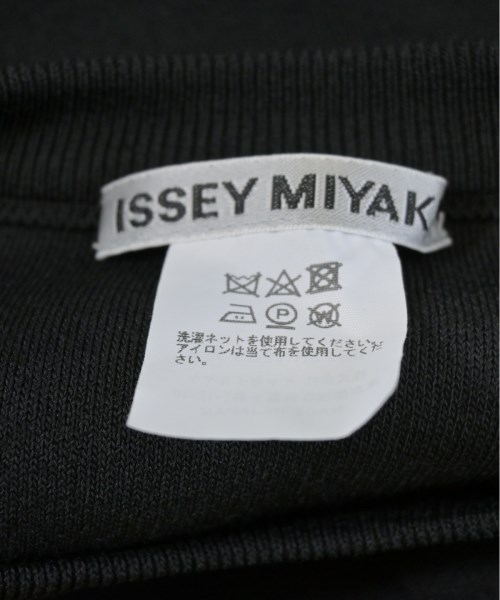 ISSEY MIYAK
P W
洗濯ネットを使用してください。
アイロンは当て布を使用してくだ
さい。